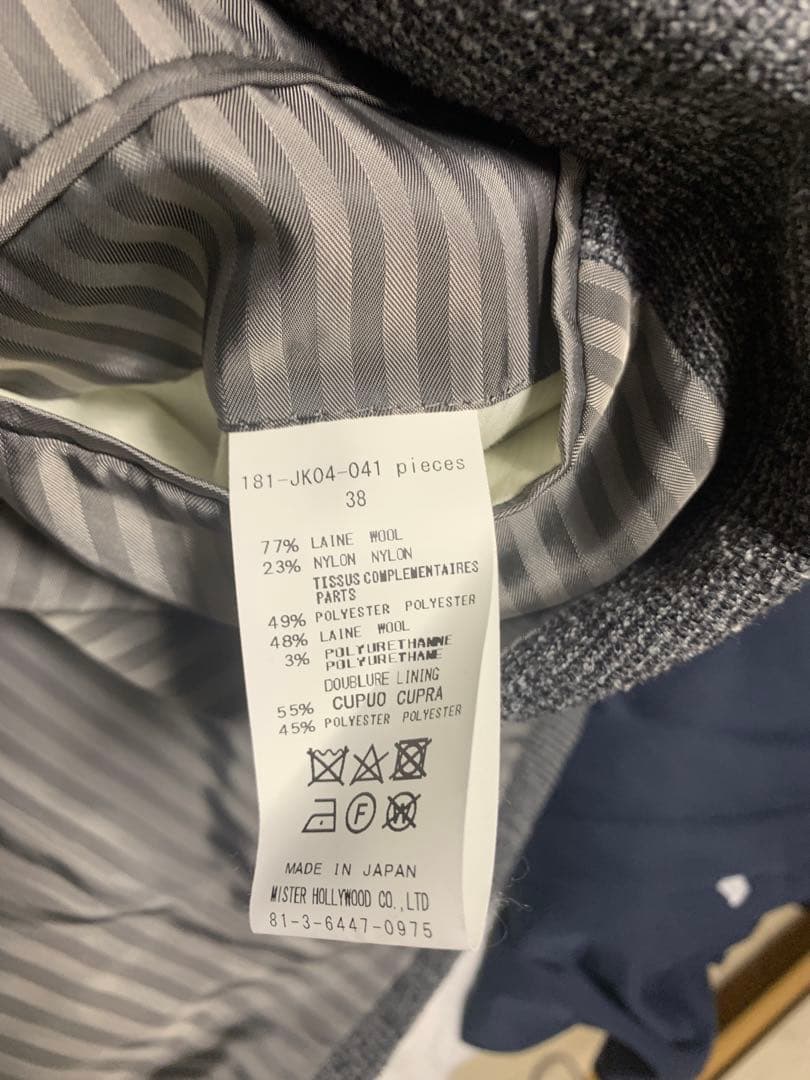 181-JK04-041 pieces
38
77% LAINE WOOL
23% NYLON NYLON
TISSUS COMPLEMENTAIRES
PARTS
49% POLYESTER POLYESTER
48% LAINE WOOL
3% POLYURETHANNE
POLYURETHANE
DOUBLURE LINING
55% CUPUO CUPRA
45% POLYESTER POLYESTER
F W
MADE IN JAPAN
MISTER HOLLYWOOD CO.,LTD
81-3-6447-0975